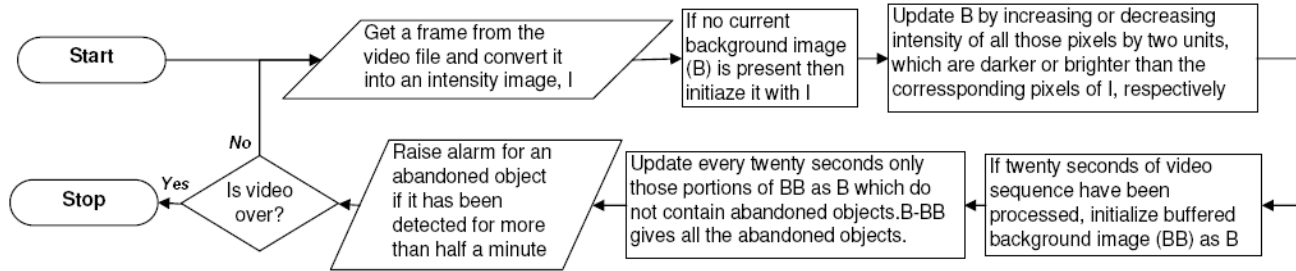 Start
Get a frame from the
video file and convert it
into an intensity image, I
If no current
background image
(B) is present then
initiaze it with I
Update B by increasing or decreasing
intensity of all those pixels by two units,
which are darker or brighter than the
corressponding pixels of I, respectively
If twenty seconds of video
sequence have been
processed, initialize buffered
background image (BB) as B
Update every twenty seconds only
those portions of BB as B which do
not contain abandoned objects.B-BB
gives all the abandoned objects.
Raise alarm for an
abandoned object
if it has been
detected for more
than half a minute
Is video
over?
No
Yes
Stop